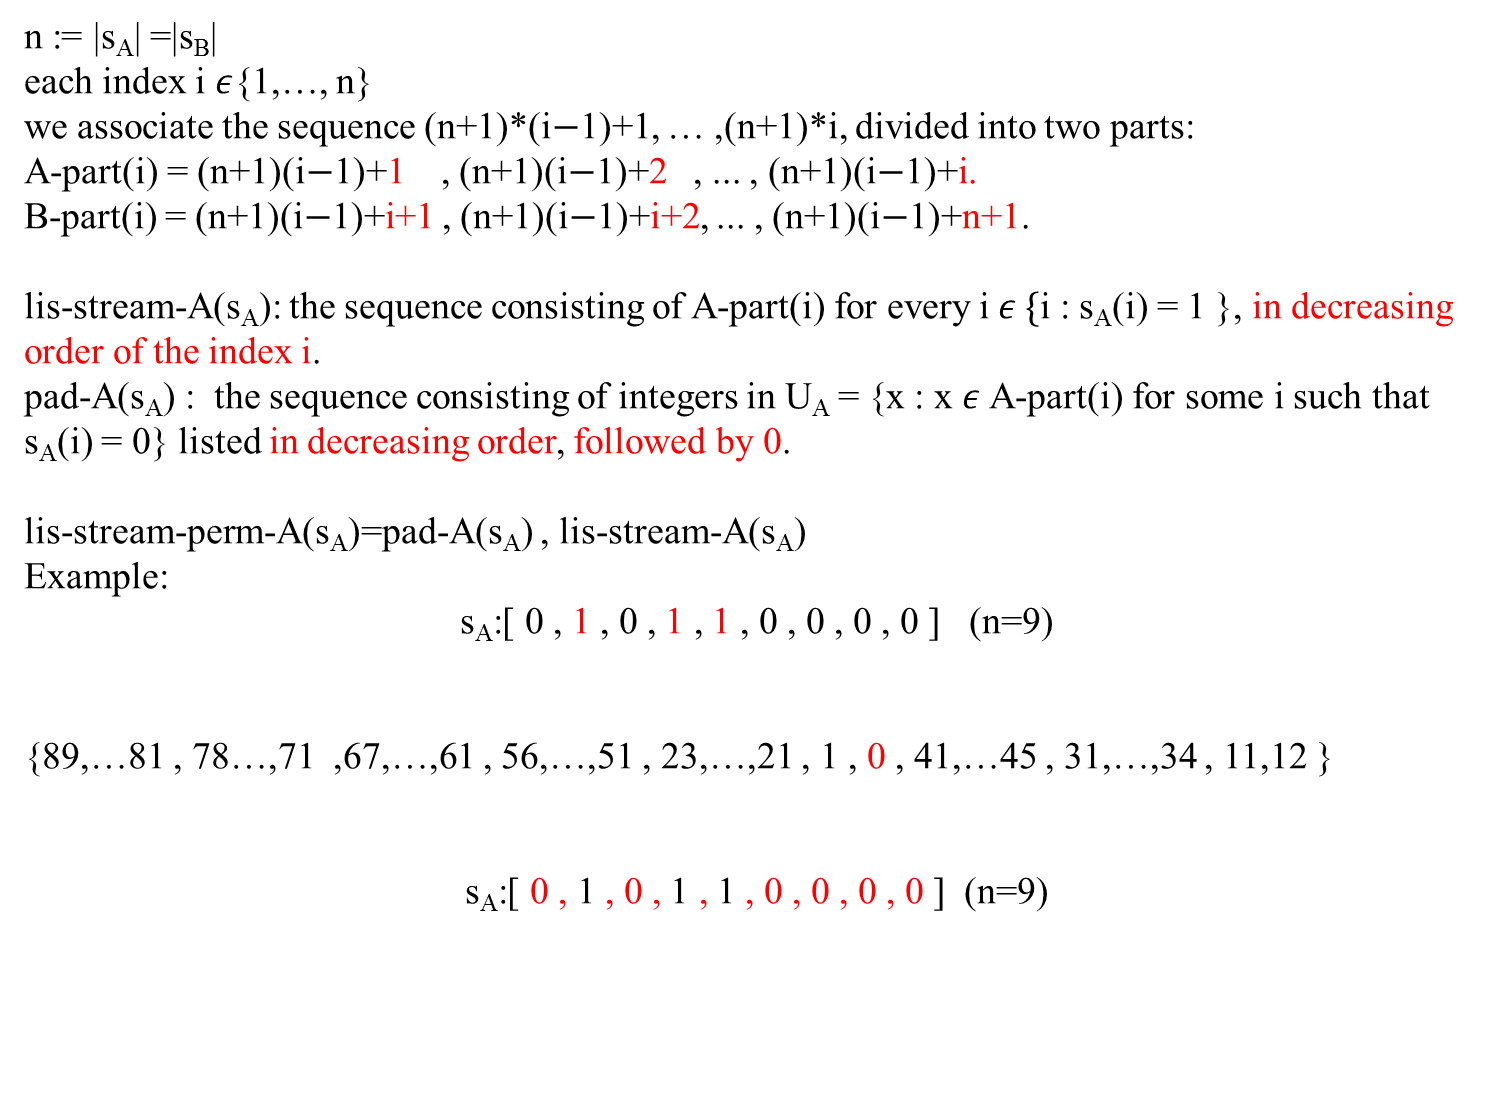 n := |sA| =|sB|
each index i ϵ{1,…, n}
we associate the sequence (n+1)*(i−1)+1, … ,(n+1)*i, divided into two parts:
A-part(i) = (n+1)(i−1)+1 , (n+1)(i−1)+2 , ... , (n+1)(i−1)+i.
B-part(i) = (n+1)(i−1)+i+1 , (n+1)(i−1)+i+2, ... , (n+1)(i−1)+n+1.
lis-stream-A(sA): the sequence consisting of A-part(i) for every i ϵ {i : sA(i) = 1 }, in decreasing
order of the index i.
pad-A(sA) : the sequence consisting of integers in UA = {x : x ϵ A-part(i) for some i such that
sA(i) = 0} listed in decreasing order, followed by 0.
lis-stream-perm-A(sA)=pad-A(sA) , lis-stream-A(sA)
Example:
sA:[ 0 , 1 , 0 , 1 , 1 , 0 , 0 , 0 , 0 ] (n=9)
{89,…81 , 78…,71 ,67,…,61 , 56,…,51 , 23,…,21 , 1 , 0 , 41,…45 , 31,…,34 , 11,12 }
sA:[ 0 , 1 , 0 , 1 , 1 , 0 , 0 , 0 , 0 ] (n=9)